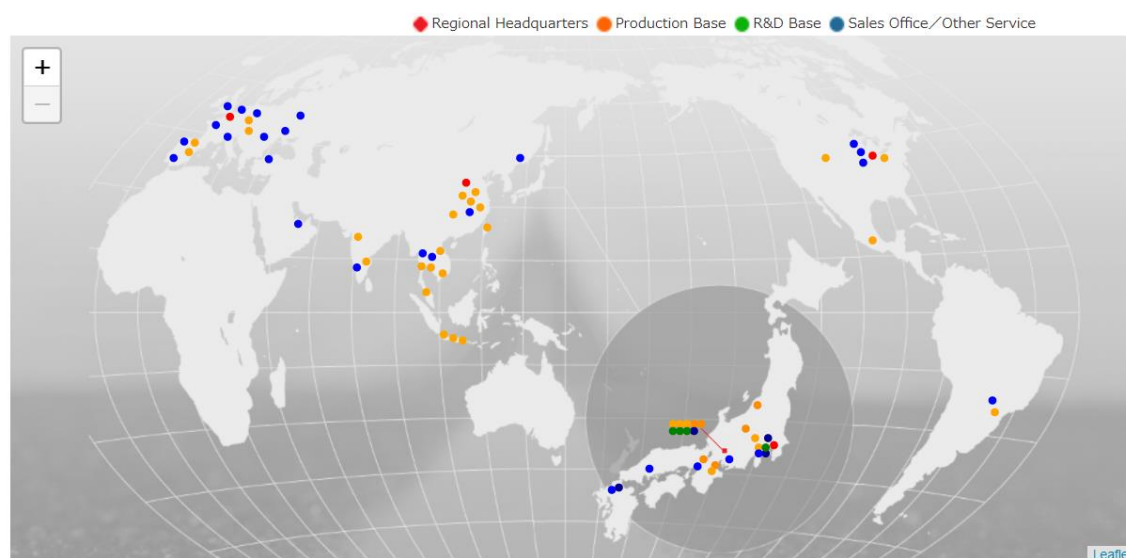 Regional Headquarters Production Base R&D Base Sales Office／Other Service
+
−
Leafle